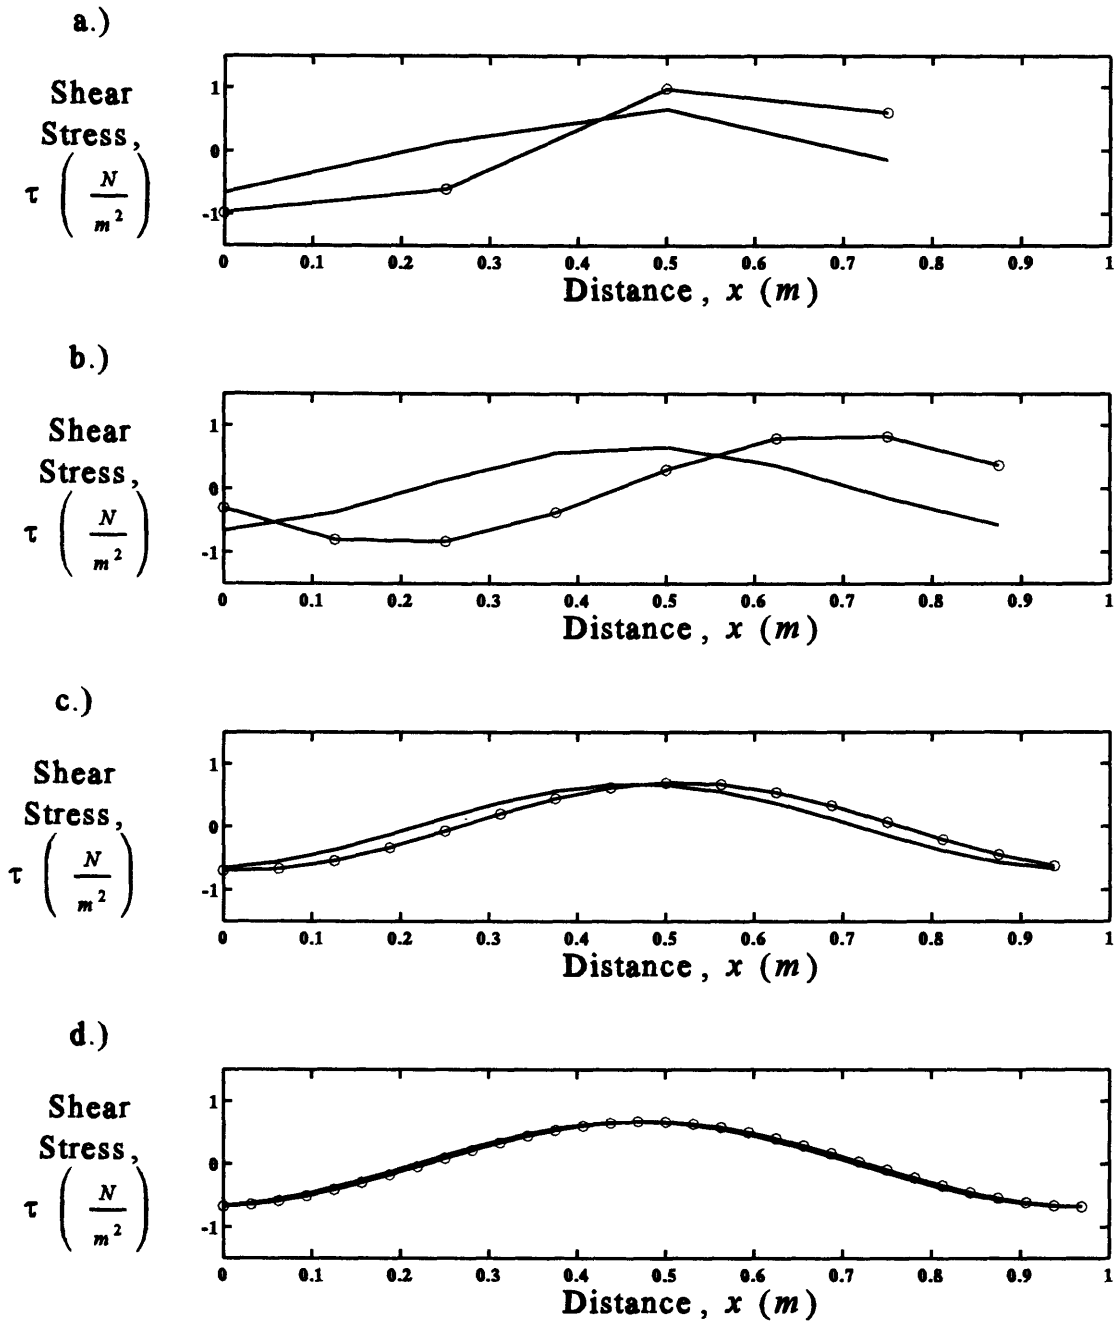 a.)
Shear
Stress,
τ ( N / m² )
1
0
-1
0 0.1 0.2 0.3 0.4 0.5 0.6 0.7 0.8 0.9 1
Distance, x (m)
b.)
Shear
Stress,
τ ( N / m² )
1
0
-1
0 0.1 0.2 0.3 0.4 0.5 0.6 0.7 0.8 0.9 1
Distance, x (m)
c.)
Shear
Stress,
τ ( N / m² )
1
0
-1
0 0.1 0.2 0.3 0.4 0.5 0.6 0.7 0.8 0.9 1
Distance, x (m)
d.)
Shear
Stress,
τ ( N / m² )
1
0
-1
0 0.1 0.2 0.3 0.4 0.5 0.6 0.7 0.8 0.9 1
Distance, x (m)